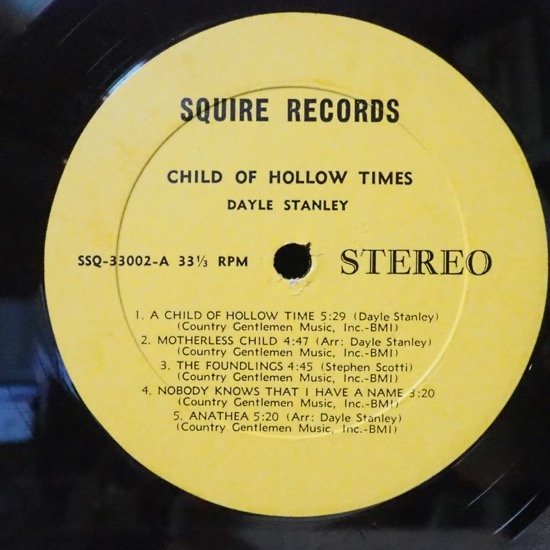 SQUIRE RECORDS
CHILD OF HOLLOW TIMES
DAYLE STANLEY
SSQ-33002-A 33⅓ RPM
STEREO
1. A CHILD OF HOLLOW TIME 5:29 (Dayle Stanley)
(Country Gentlemen Music, Inc.-BMI)
2. MOTHERLESS CHILD 4:47 (Arr: Dayle Stanley)
(Country Gentlemen Music, Inc.-BMI)
3. THE FOUNDLINGS 4:45 (Stephen Scotti)
(Country Gentlemen Music, Inc.-BMI)
4. NOBODY KNOWS THAT I HAVE A NAME 3:20
(Country Gentlemen Music, Inc.-BMI)
5. ANATHEA 5:20 (Arr: Dayle Stanley)
(Country Gentlemen Music, Inc.-BMI)